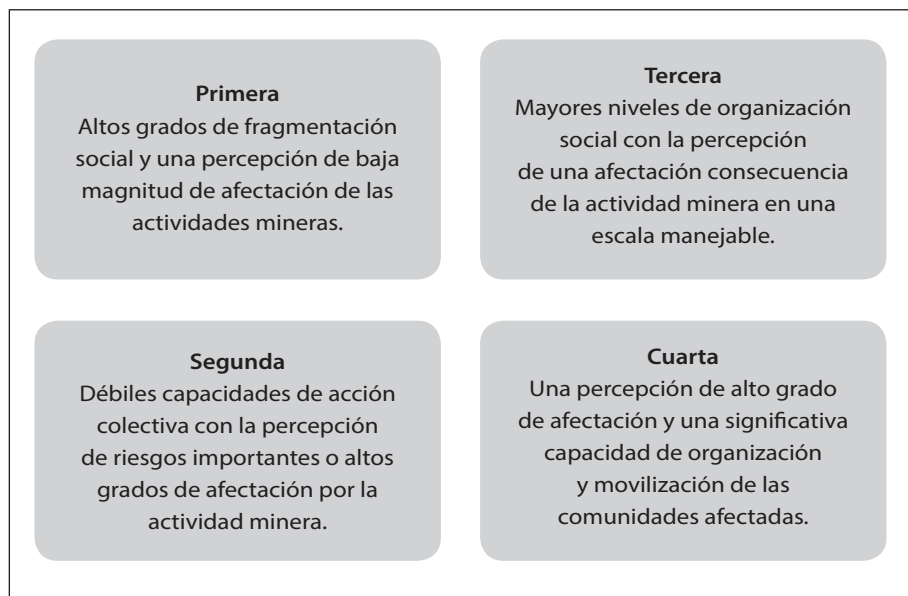 Primera
Altos grados de fragmentación
social y una percepción de baja
magnitud de afectación de las
actividades mineras.
Segunda
Débiles capacidades de acción
colectiva con la percepción
de riesgos importantes o altos
grados de afectación por la
actividad minera.
Tercera
Mayores niveles de organización
social con la percepción
de una afectación consecuencia
de la actividad minera en una
escala manejable.
Cuarta
Una percepción de alto grado
de afectación y una significativa
capacidad de organización
y movilización de las
comunidades afectadas.